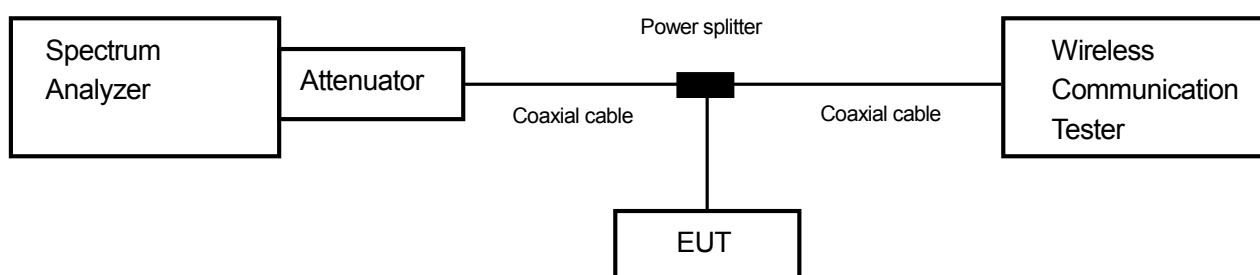 Power splitter
Spectrum
Analyzer
Attenuator
Wireless
Communication
Tester
Coaxial cable
Coaxial cable
EUT